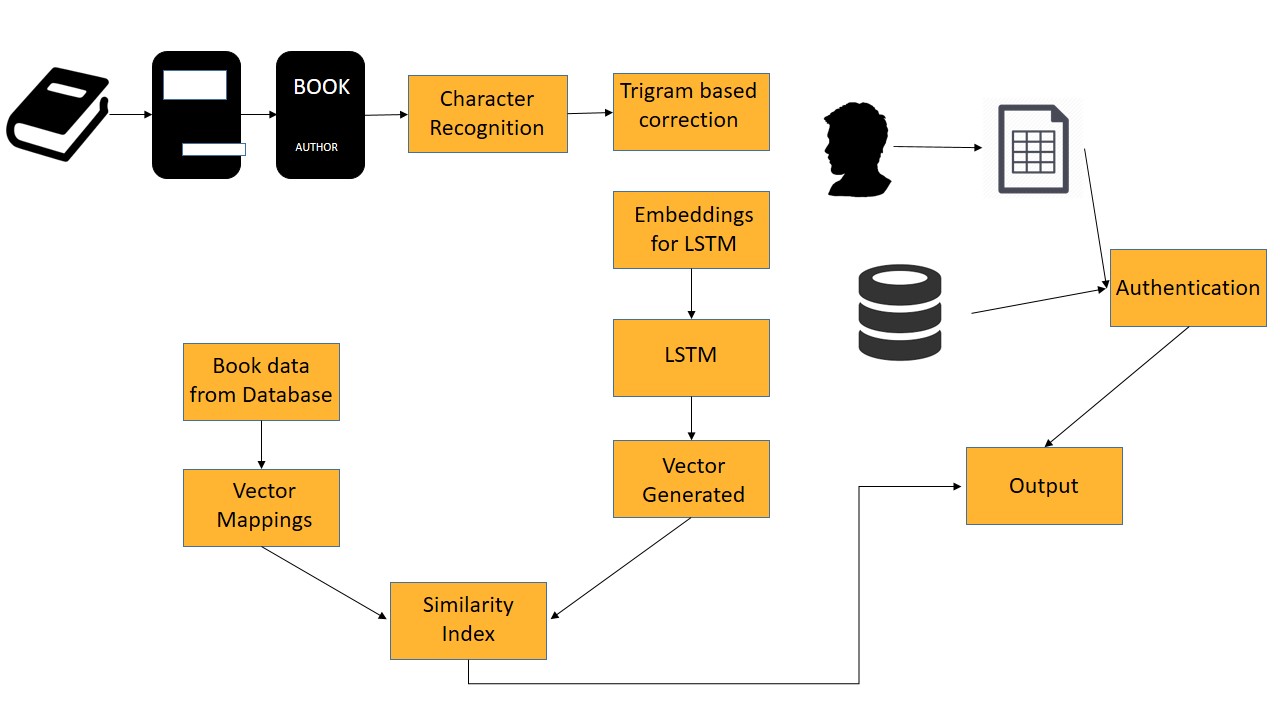 BOOK
AUTHOR
Character
Recognition
Trigram based
correction
Embeddings
for LSTM
LSTM
Vector
Generated
Book data
from Database
Vector
Mappings
Similarity
Index
Authentication
Output